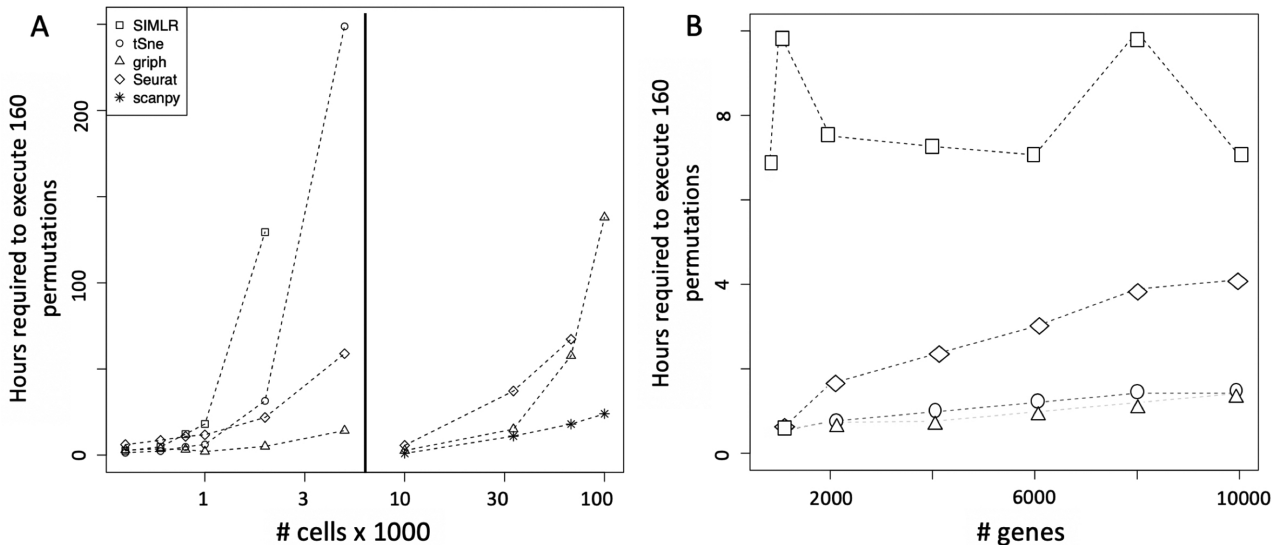 A
SIMLR
tSne
griph
Seurat
scanpy
Hours required to execute 160
permutations
0
100
200
1
3
10
30
100
# cells x 1000
B
Hours required to execute 160
permutations
0
4
8
2000
6000
10000
# genes